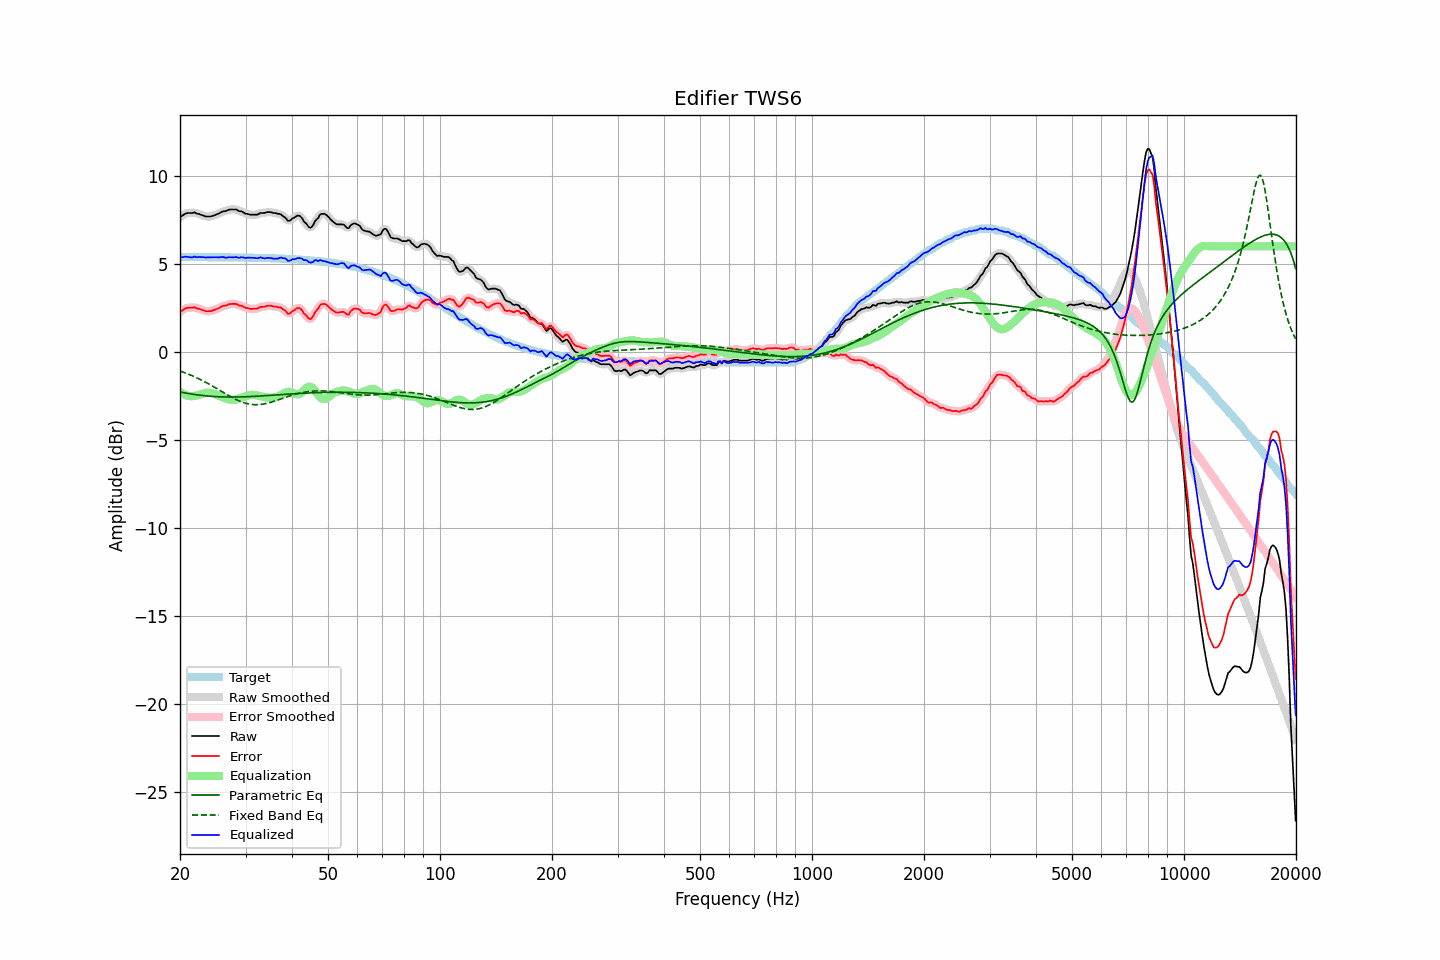 Edifier TWS6
Amplitude (dBr)
10
5
0
−5
−10
−15
−20
−25
Target
Raw Smoothed
Error Smoothed
Raw
Error
Equalization
Parametric Eq
Fixed Band Eq
Equalized
20 50 100 200 500 1000 2000 5000 10000 20000
Frequency (Hz)